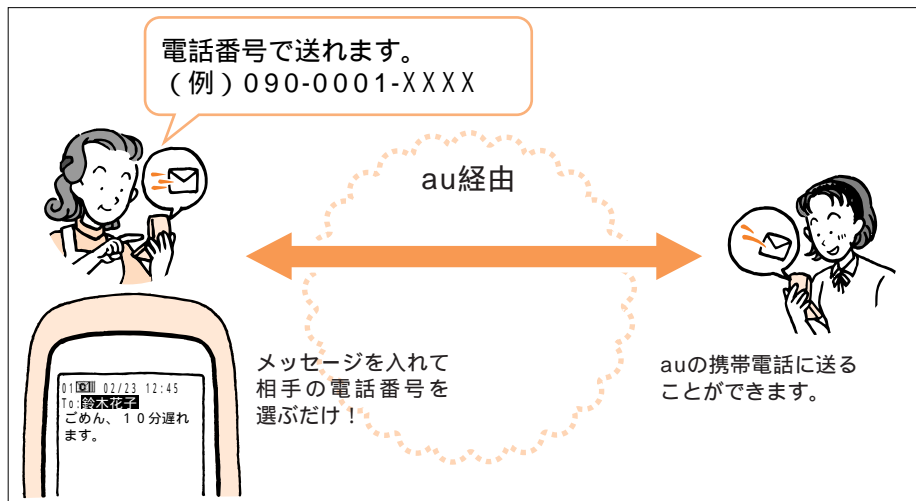 電話番号で送れます。
（例）090-0001-XXXX
au経由
メッセージを入れて
相手の電話番号を
選ぶだけ！
auの携帯電話に送る
ことができます。
01 02/23 12:45
To:鈴木花子
ごめん、１０分遅れ
ます。